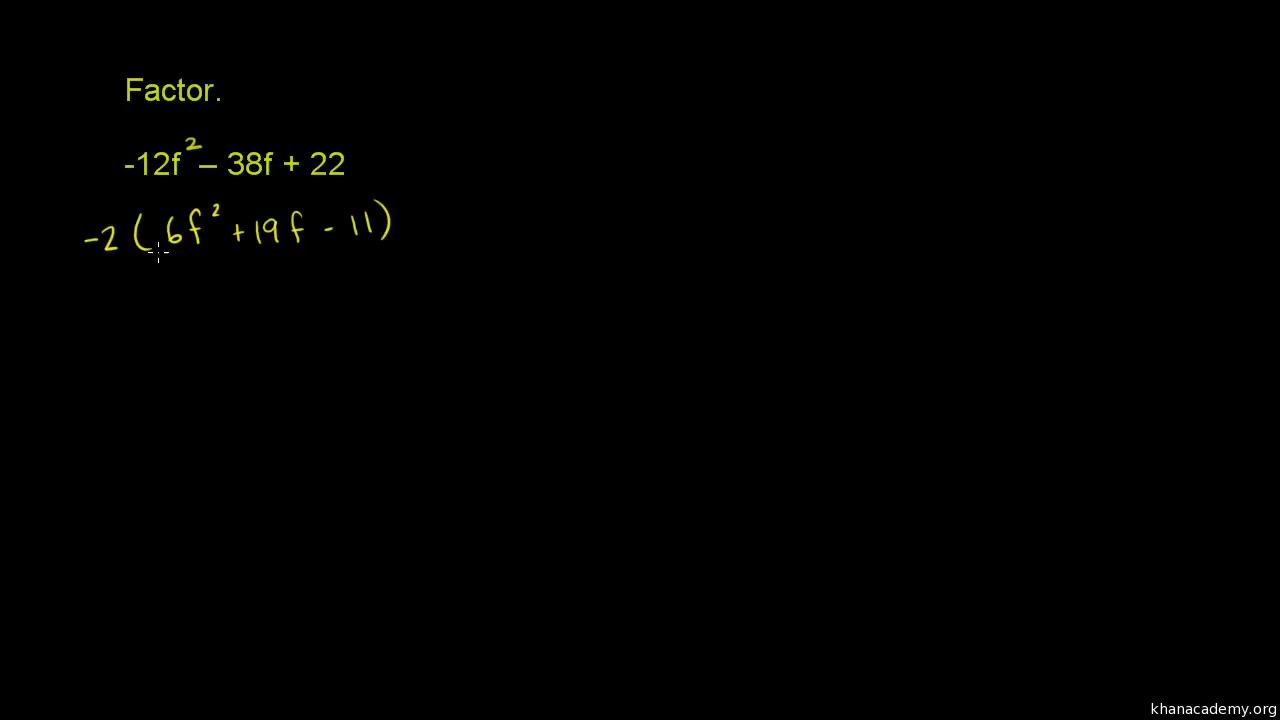 Factor.
-12f² – 38f + 22
-2 (6f² + 19f - 11)
khanacademy.org